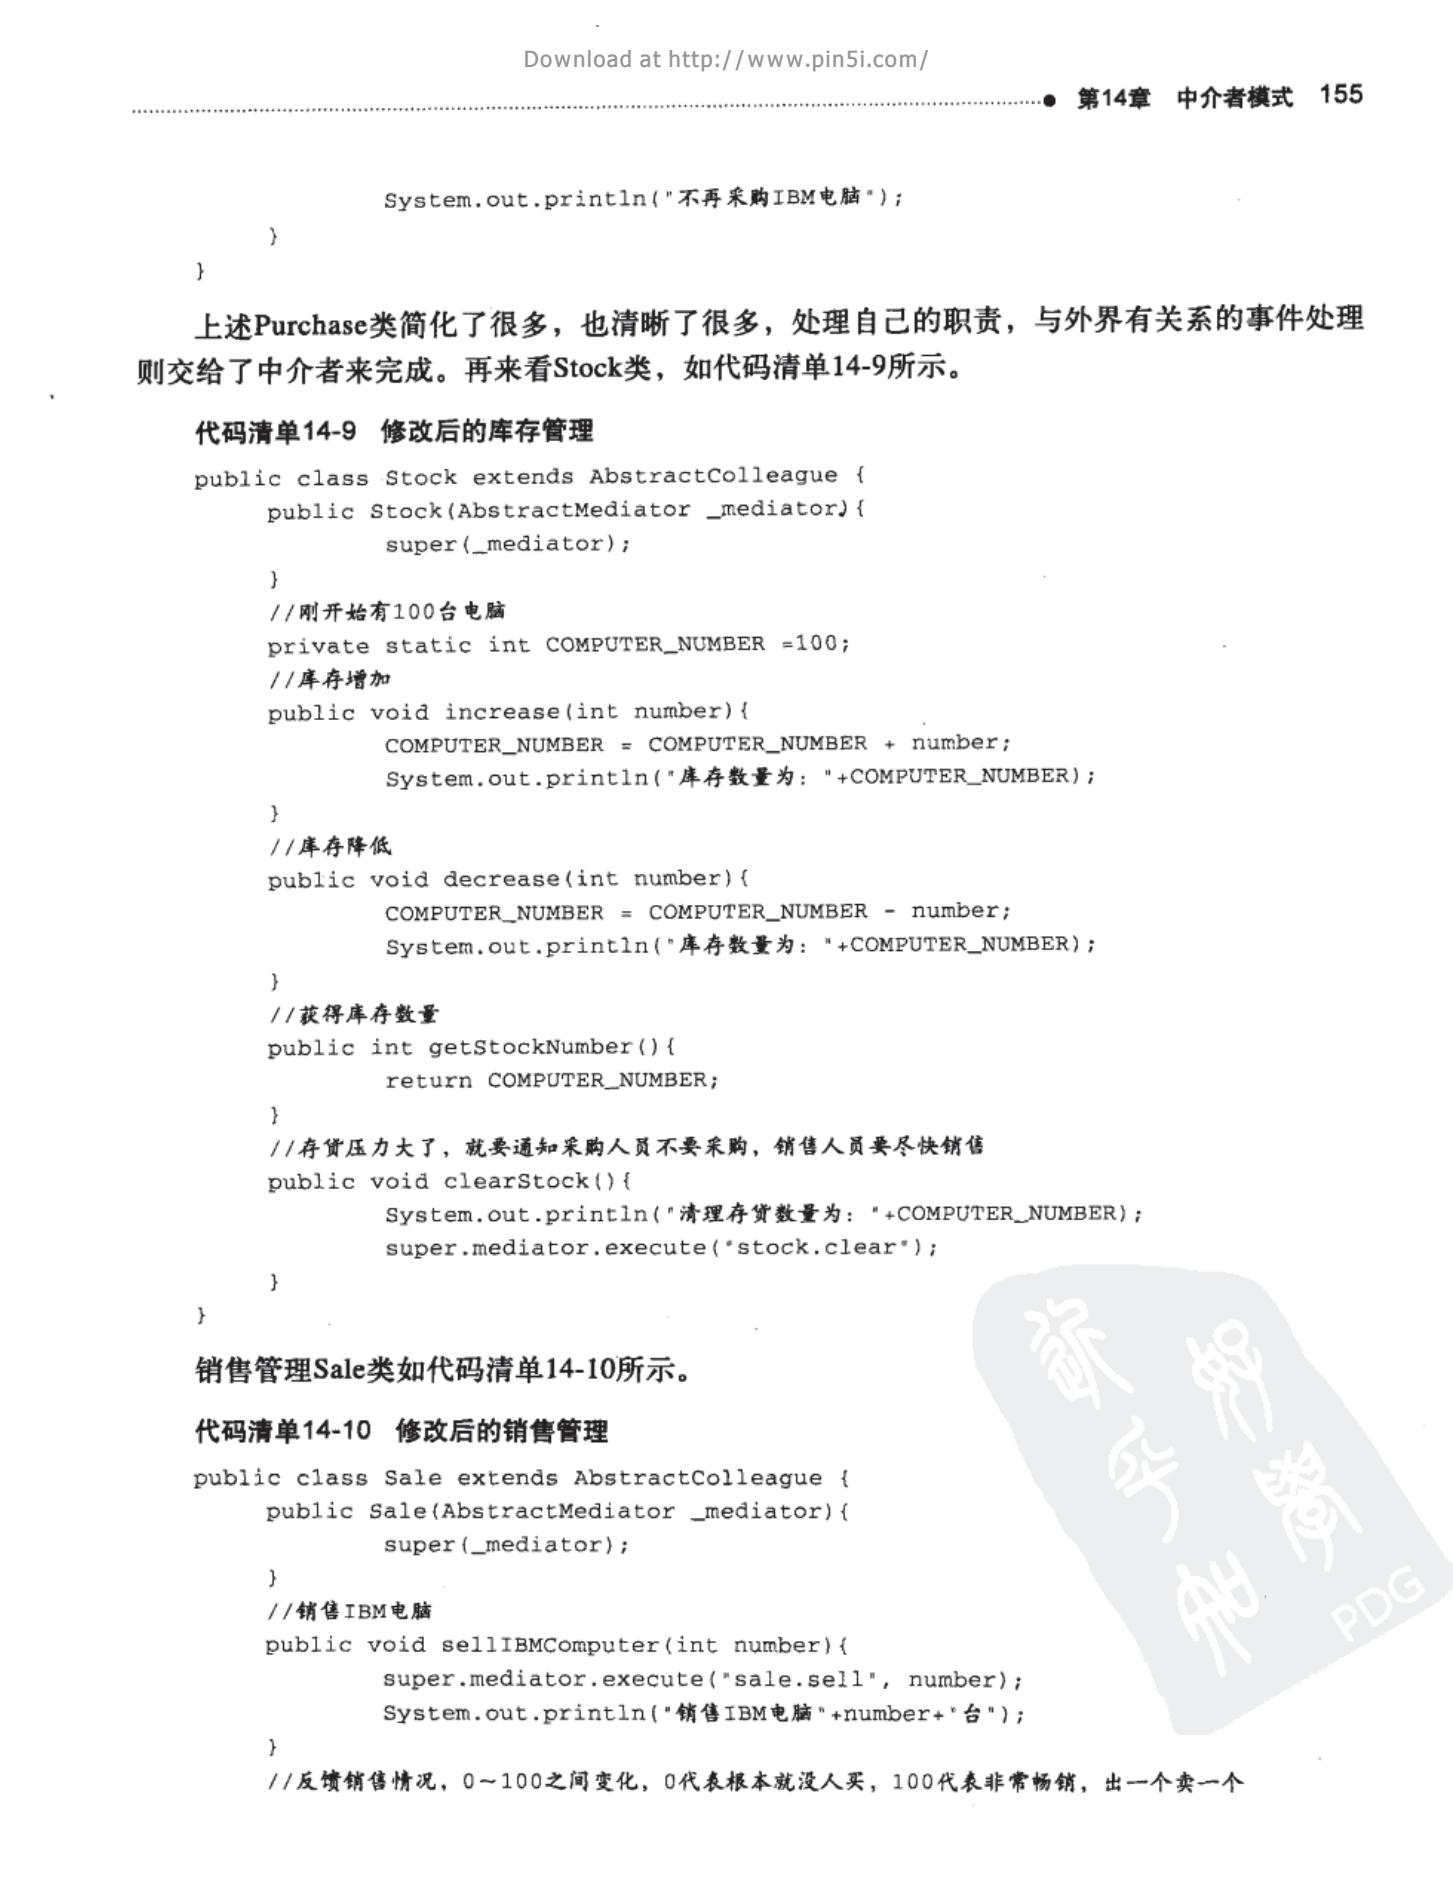 Download at http://www.pin5i.com/
第14章 中介者模式 155
System.out.println("不再采购IBM电脑");
}
}
上述Purchase类简化了很多，也清晰了很多，处理自己的职责，与外界有关系的事件处理
则交给了中介者来完成。再来看Stock类，如代码清单14-9所示。
代码清单14-9 修改后的库存管理
public class Stock extends AbstractColleague {
public Stock(AbstractMediator _mediator){
super(_mediator);
}
//刚开始有100台电脑
private static int COMPUTER_NUMBER =100;
//库存增加
public void increase(int number){
COMPUTER_NUMBER = COMPUTER_NUMBER + number;
System.out.println("库存数量为："+COMPUTER_NUMBER);
}
//库存降低
public void decrease(int number){
COMPUTER_NUMBER = COMPUTER_NUMBER - number;
System.out.println("库存数量为："+COMPUTER_NUMBER);
}
//获得库存数量
public int getStockNumber(){
return COMPUTER_NUMBER;
}
//存货压力大了，就要通知采购人员不要采购，销售人员要尽快销售
public void clearStock(){
System.out.println("清理存货数量为："+COMPUTER_NUMBER);
super.mediator.execute("stock.clear");
}
}
销售管理Sale类如代码清单14-10所示。
代码清单14-10 修改后的销售管理
public class Sale extends AbstractColleague {
public Sale(AbstractMediator _mediator){
super(_mediator);
}
//销售IBM电脑
public void sellIBMComputer(int number){
super.mediator.execute("sale.sell", number);
System.out.println("销售IBM电脑"+number+"台");
}
//反馈销售情况，0～100之间变化，0代表根本就没人买，100代表非常畅销，出一个卖一个
PDG